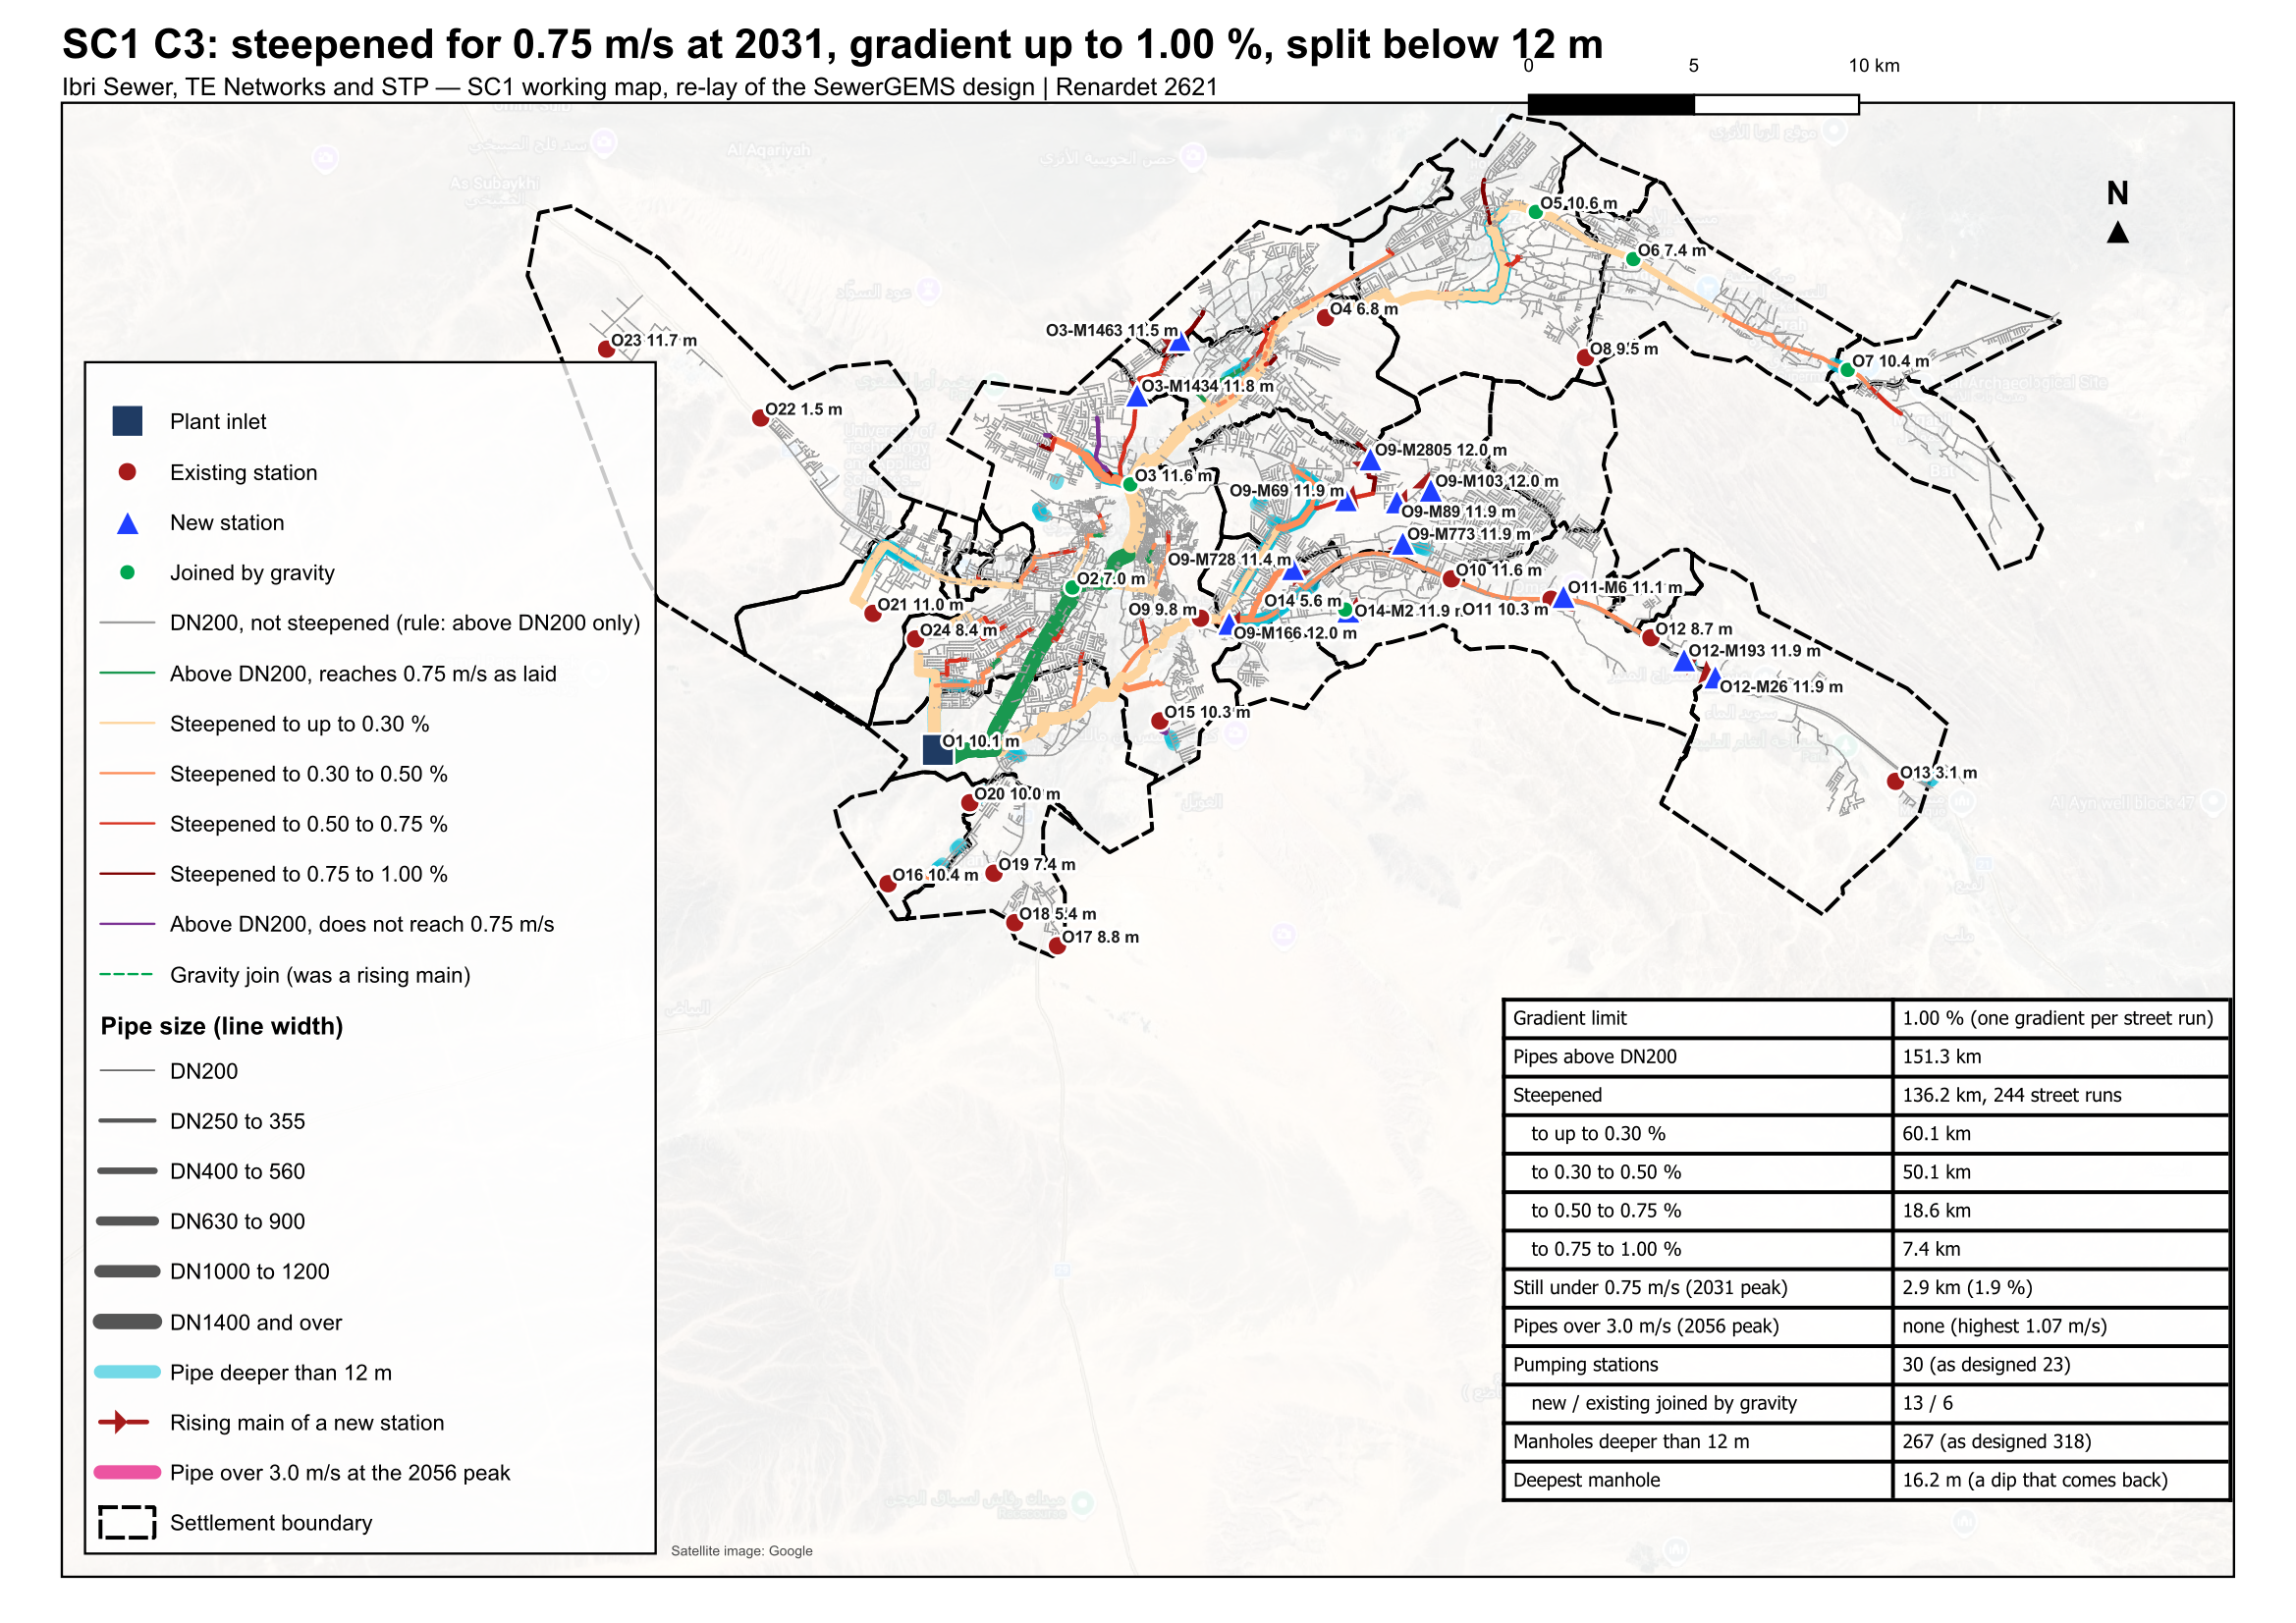 SC1 C3: steepened for 0.75 m/s at 2031, gradient up to 1.00 %, split below 12 m
Ibri Sewer, TE Networks and STP — SC1 working map, re-lay of the SewerGEMS design | Renardet 2621
0 5 10 km
N
Al Aqariyah
As Subaykhi
O5 10.6 m
O6 7.4 m
O4 6.8 m
O3-M1463 11.5 m
O23 11.7 m
O8 9.5 m
O7 10.4 m
O3-M1434 11.8 m
O22 1.5 m
O9-M2805 12.0 m
O3 11.6 m
O9-M69 11.9 m
O9-M103 12.0 m
O9-M89 11.9 m
O9-M773 11.9 m
O9-M728 11.4 m
O10 11.6 m
O2 7.0 m
O11-M6 11.1 m
O21 11.0 m
O9 9.8 m
O14 5.6 m
O14-M2 11.9 m
O11 10.3 m
O24 8.4 m
O9-M166 12.0 m
O12 8.7 m
O12-M193 11.9 m
O12-M26 11.9 m
O15 10.3 m
O1 10.1 m
O13 3.1 m
O20 10.0 m
Al Aynayn block 47
O16 10.4 m
O19 7.4 m
O18 5.4 m
O17 8.8 m
Plant inlet
Existing station
New station
Joined by gravity
DN200, not steepened (rule: above DN200 only)
Above DN200, reaches 0.75 m/s as laid
Steepened to up to 0.30 %
Steepened to 0.30 to 0.50 %
Steepened to 0.50 to 0.75 %
Steepened to 0.75 to 1.00 %
Above DN200, does not reach 0.75 m/s
Gravity join (was a rising main)
Pipe size (line width)
DN200
DN250 to 355
DN400 to 560
DN630 to 900
DN1000 to 1200
DN1400 and over
Pipe deeper than 12 m
Rising main of a new station
Pipe over 3.0 m/s at the 2056 peak
Settlement boundary
Gradient limit 1.00 % (one gradient per street run)
Pipes above DN200 151.3 km
Steepened 136.2 km, 244 street runs
to up to 0.30 % 60.1 km
to 0.30 to 0.50 % 50.1 km
to 0.50 to 0.75 % 18.6 km
to 0.75 to 1.00 % 7.4 km
Still under 0.75 m/s (2031 peak) 2.9 km (1.9 %)
Pipes over 3.0 m/s (2056 peak) none (highest 1.07 m/s)
Pumping stations 30 (as designed 23)
new / existing joined by gravity 13 / 6
Manholes deeper than 12 m 267 (as designed 318)
Deepest manhole 16.2 m (a dip that comes back)
Satellite image: Google